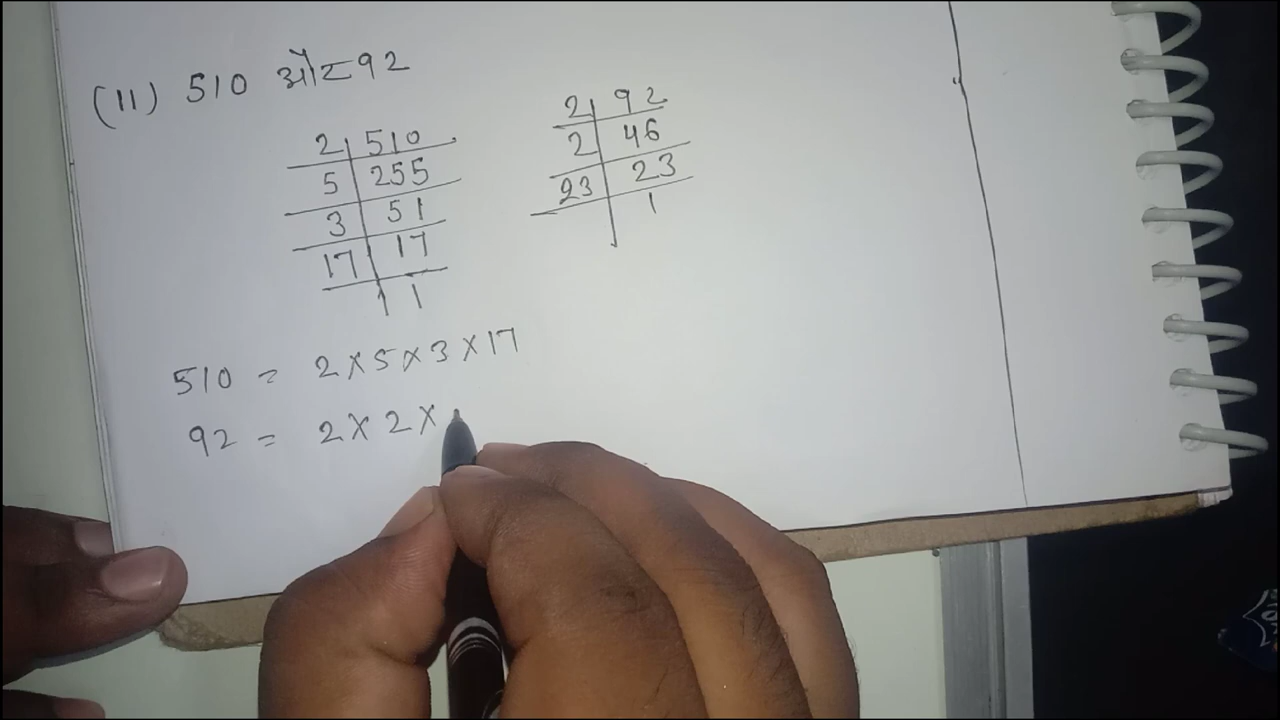 (11) 510 और 92
2 | 510
5 | 255
3 | 51
17 | 17
1
2 | 92
2 | 46
23 | 23
1
510 = 2×5×3×17
92 = 2×2×